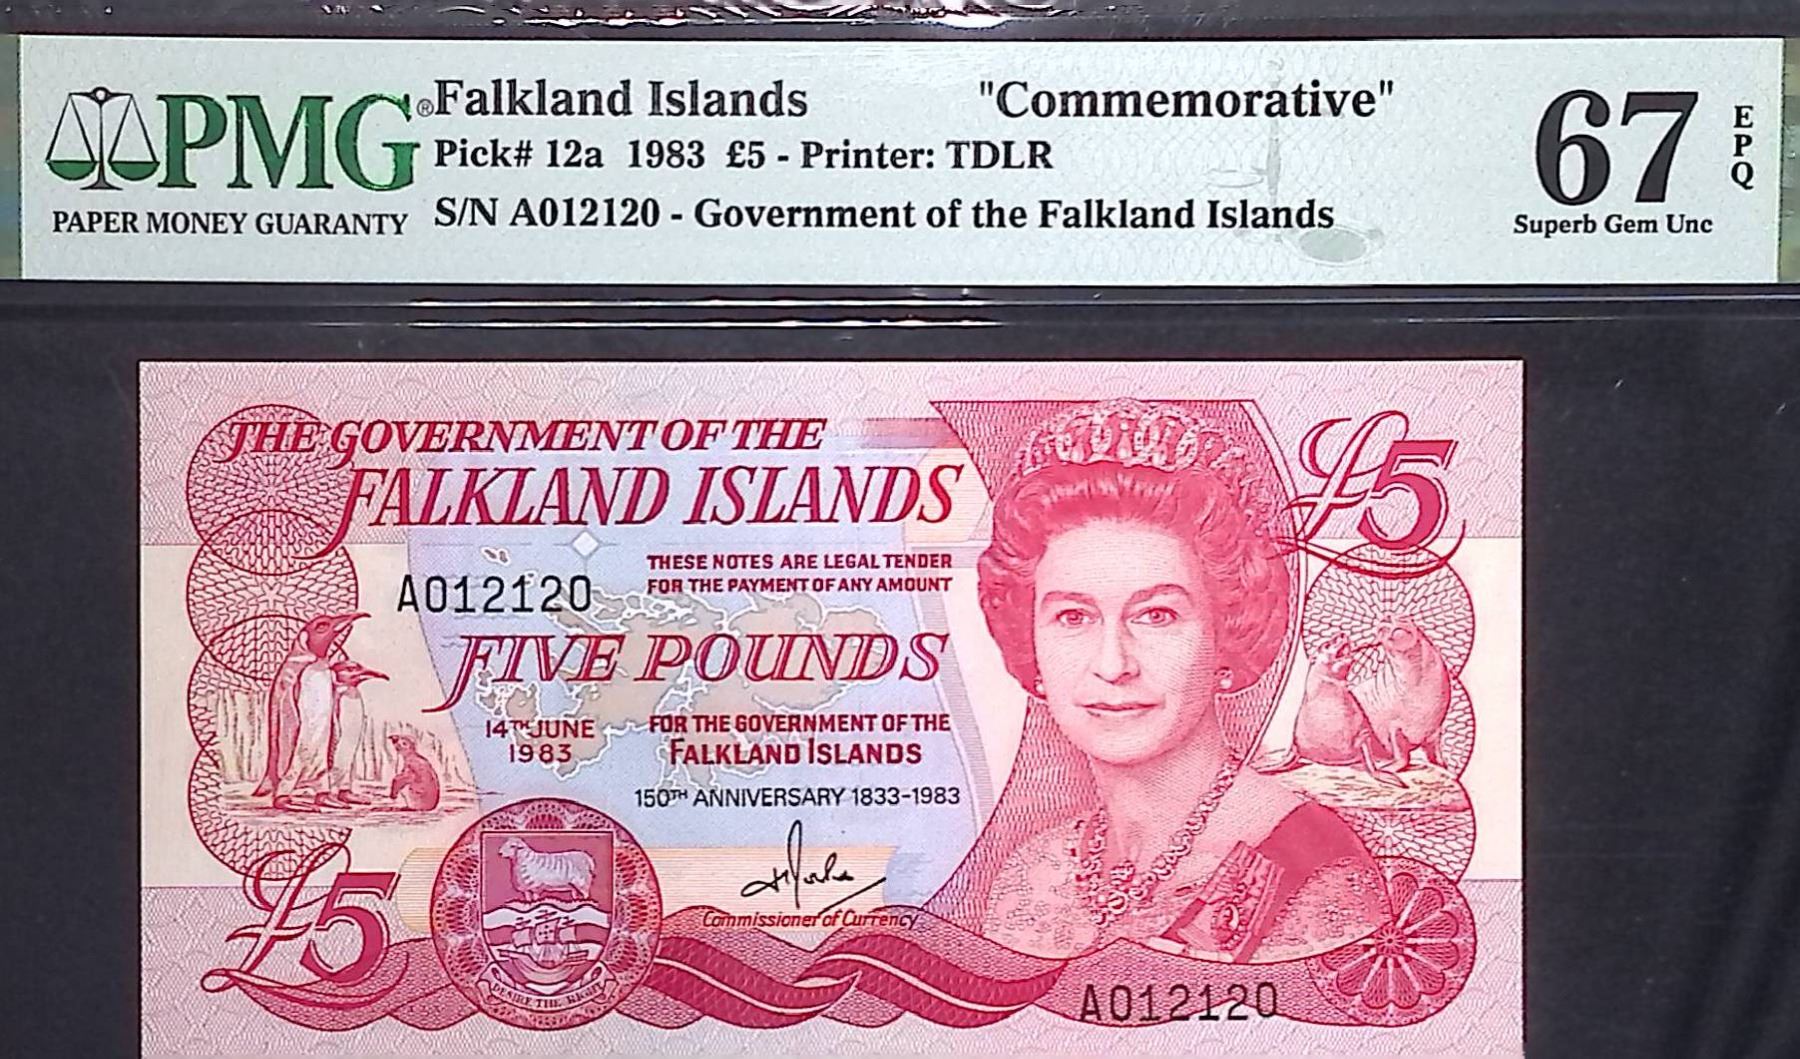 PMG®
PAPER MONEY GUARANTY
Falkland Islands "Commemorative"
Pick# 12a 1983 £5 - Printer: TDLR
S/N A012120 - Government of the Falkland Islands
67
EPQ
Superb Gem Unc
THE GOVERNMENT OF THE
FALKLAND ISLANDS
£5
THESE NOTES ARE LEGAL TENDER
FOR THE PAYMENT OF ANY AMOUNT
A012120
FIVE POUNDS
14TH JUNE
1983
FOR THE GOVERNMENT OF THE
FALKLAND ISLANDS
150TH ANNIVERSARY 1833-1983
Commissioner of Currency
£5
DESIRE THE RIGHT
A012120